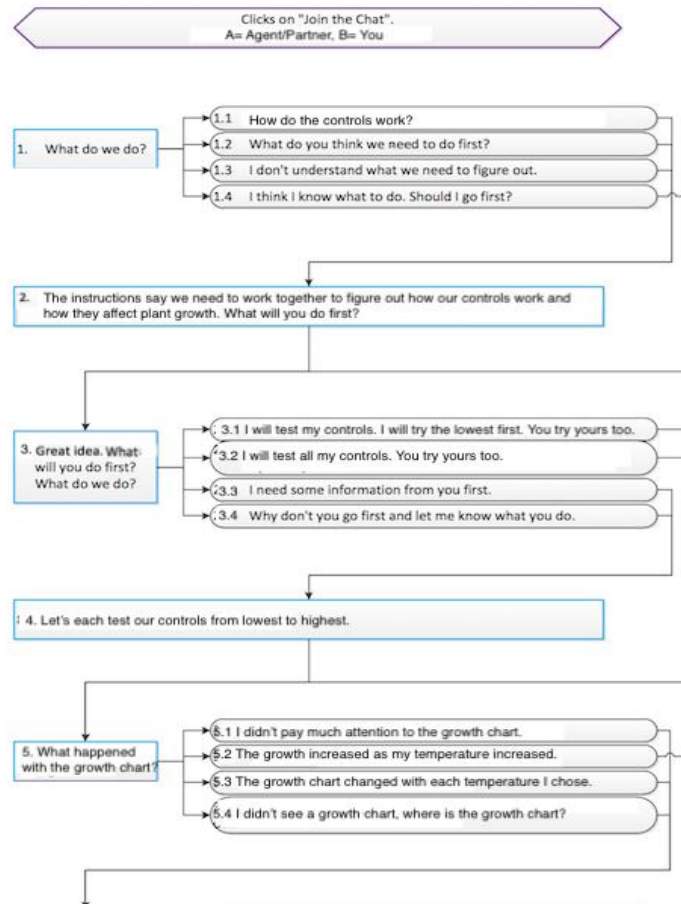 Clicks on "Join the Chat".
A= Agent/Partner, B= You
1. What do we do?
1.1 How do the controls work?
1.2 What do you think we need to do first?
1.3 I don't understand what we need to figure out.
1.4 I think I know what to do. Should I go first?
2. The instructions say we need to work together to figure out how our controls work and
how they affect plant growth. What will you do first?
3. Great idea. What
will you do first?
What do we do?
3.1 I will test my controls. I will try the lowest first. You try yours too.
3.2 I will test all my controls. You try yours too.
3.3 I need some information from you first.
3.4 Why don't you go first and let me know what you do.
4. Let's each test our controls from lowest to highest.
5. What happened
with the growth chart?
5.1 I didn't pay much attention to the growth chart.
5.2 The growth increased as my temperature increased.
5.3 The growth chart changed with each temperature I chose.
5.4 I didn't see a growth chart, where is the growth chart?